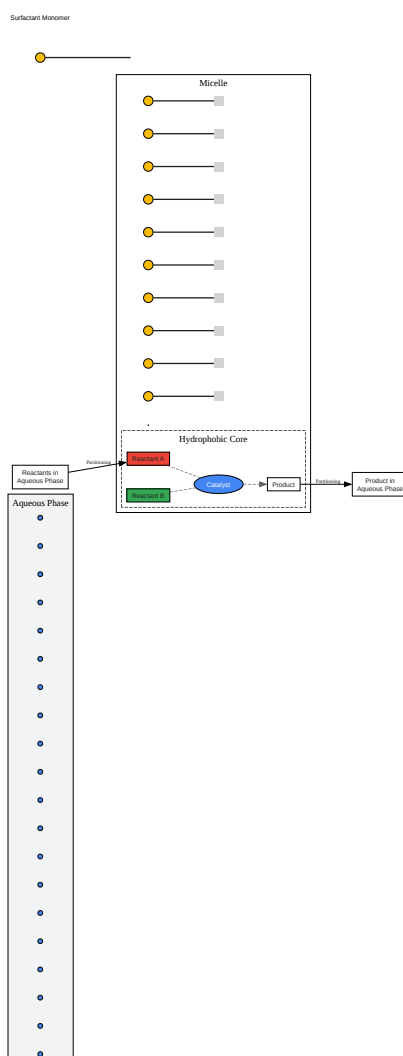 Surfactant Monomer
Micelle
Hydrophobic Core
Reactant A
Partitioning
Reactants in
Aqueous Phase
Catalyst
Product
Partitioning
Product in
Aqueous Phase
Reactant B
Aqueous Phase